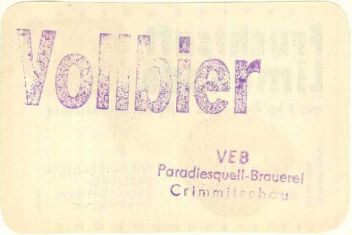 Vollbier
VEB
Paradiesquell-Brauerei
Crimmitschau